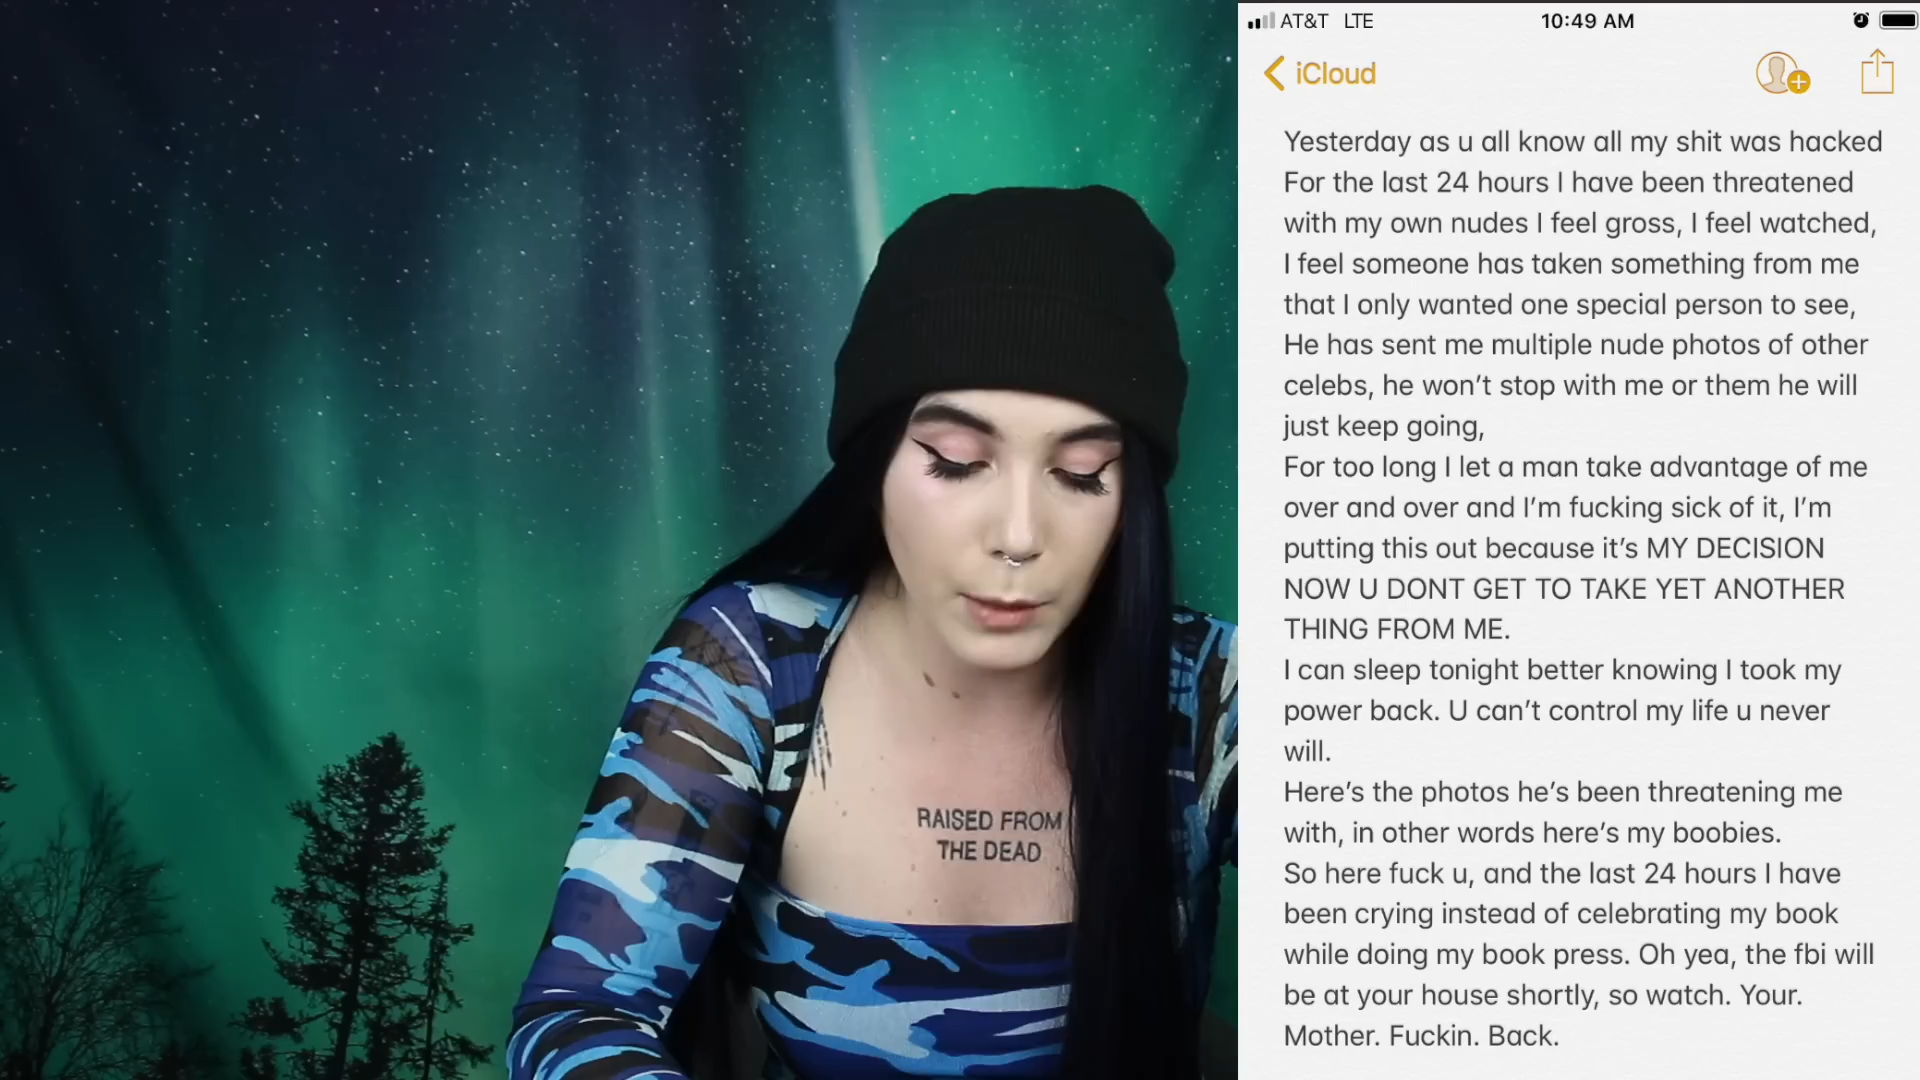 AT&T LTE 10:49 AM
iCloud
Yesterday as u all know all my shit was hacked
For the last 24 hours I have been threatened
with my own nudes I feel gross, I feel watched,
I feel someone has taken something from me
that I only wanted one special person to see,
He has sent me multiple nude photos of other
celebs, he won’t stop with me or them he will
just keep going,
For too long I let a man take advantage of me
over and over and I’m fucking sick of it, I’m
putting this out because it’s MY DECISION
NOW U DONT GET TO TAKE YET ANOTHER
THING FROM ME.
I can sleep tonight better knowing I took my
power back. U can’t control my life u never
will.
Here’s the photos he’s been threatening me
with, in other words here’s my boobies.
So here fuck u, and the last 24 hours I have
been crying instead of celebrating my book
while doing my book press. Oh yea, the fbi will
be at your house shortly, so watch. Your.
Mother. Fuckin. Back.
RAISED FROM
THE DEAD